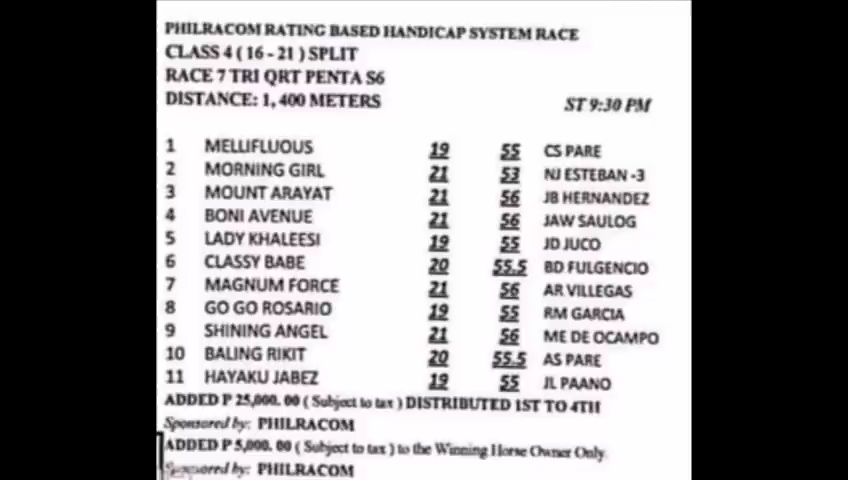 PHILRACOM RATING BASED HANDICAP SYSTEM RACE
CLASS 4 ( 16 - 21 ) SPLIT
RACE 7 TRI QRT PENTA S6
DISTANCE: 1, 400 METERS ST 9:30 PM
1 MELLIFLUOUS 19 55 CS PARE
2 MORNING GIRL 21 53 NJ ESTEBAN -3
3 MOUNT ARAYAT 21 56 JB HERNANDEZ
4 BONI AVENUE 21 56 JAW SAULOG
5 LADY KHALEESI 19 55 JD JUCO
6 CLASSY BABE 20 55.5 BD FULGENCIO
7 MAGNUM FORCE 21 56 AR VILLEGAS
8 GO GO ROSARIO 19 55 RM GARCIA
9 SHINING ANGEL 21 56 ME DE OCAMPO
10 BALING RIKIT 20 55.5 AS PARE
11 HAYAKU JABEZ 19 55 JL PAANO
ADDED P 25,000. 00 ( Subject to tax ) DISTRIBUTED 1ST TO 4TH
Sponsored by: PHILRACOM
ADDED P 5,000. 00 ( Subject to tax ) to the Winning Horse Owner Only.
Sponsored by: PHILRACOM